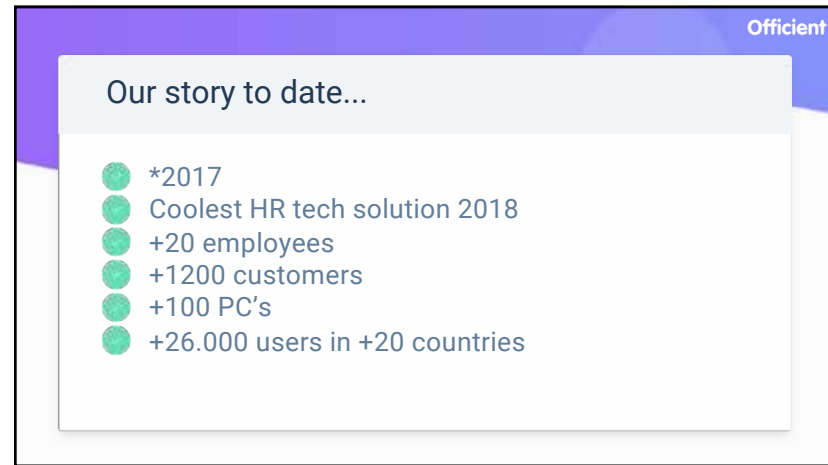 Officient
Our story to date...
*2017
Coolest HR tech solution 2018
+20 employees
+1200 customers
+100 PC’s
+26.000 users in +20 countries